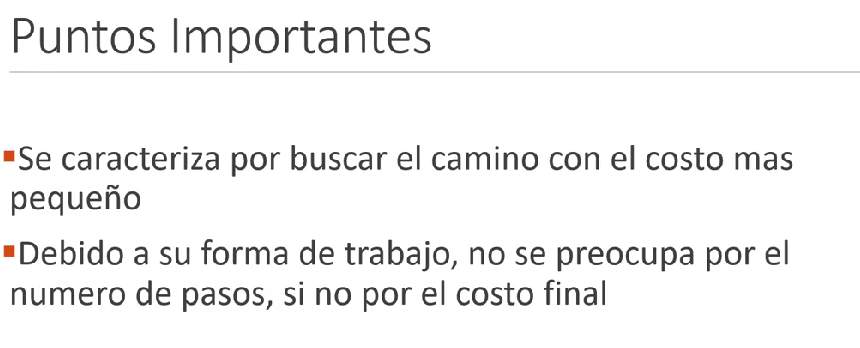 Puntos Importantes
▪Se caracteriza por buscar el camino con el costo mas
pequeño
▪Debido a su forma de trabajo, no se preocupa por el
numero de pasos, si no por el costo final